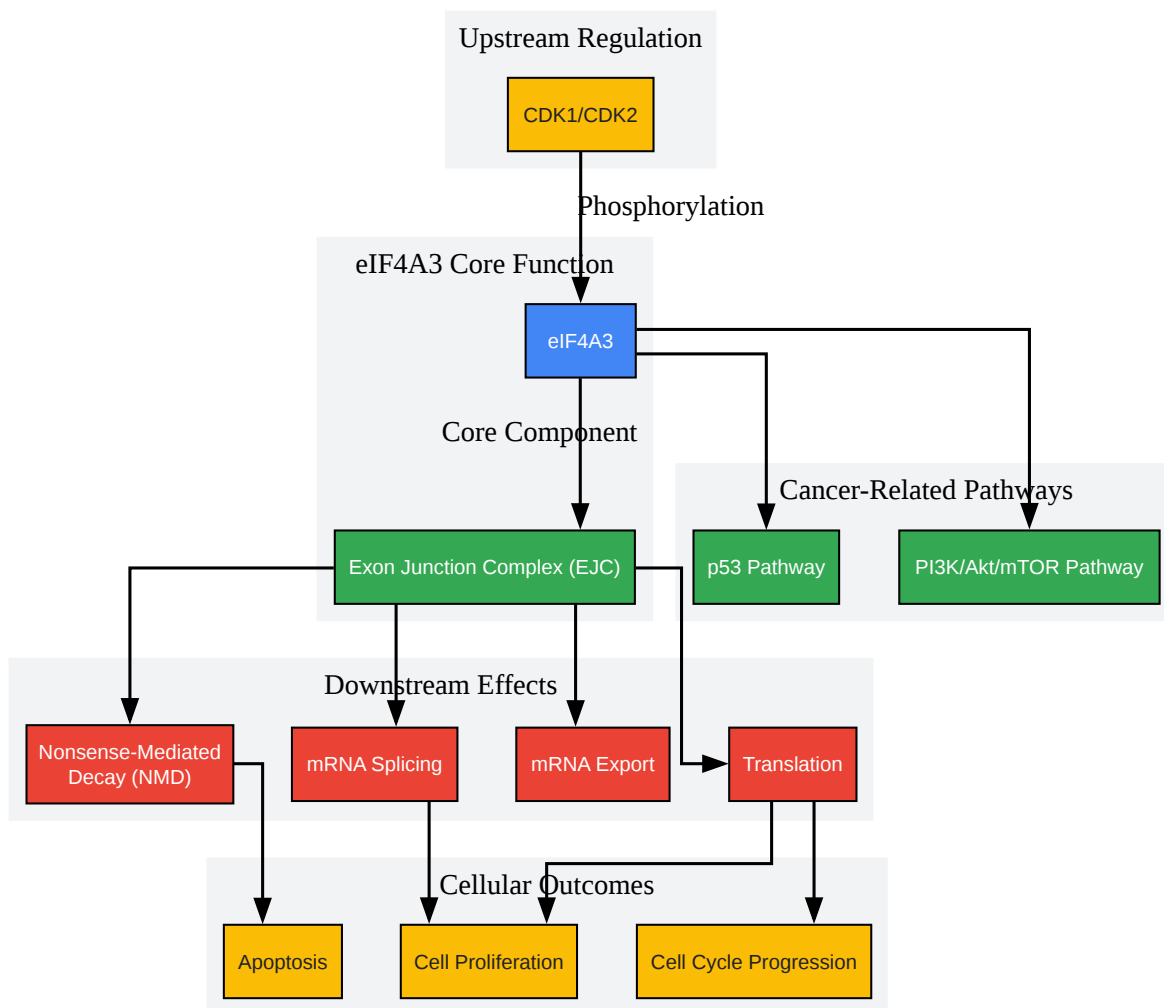 Upstream Regulation
CDK1/CDK2
Phosphorylation
eIF4A3 Core Function
eIF4A3
Core Component
Cancer-Related Pathways
Exon Junction Complex (EJC)
p53 Pathway
PI3K/Akt/mTOR Pathway
Downstream Effects
Nonsense-Mediated
Decay (NMD)
mRNA Splicing
mRNA Export
Translation
Cellular Outcomes
Apoptosis
Cell Proliferation
Cell Cycle Progression